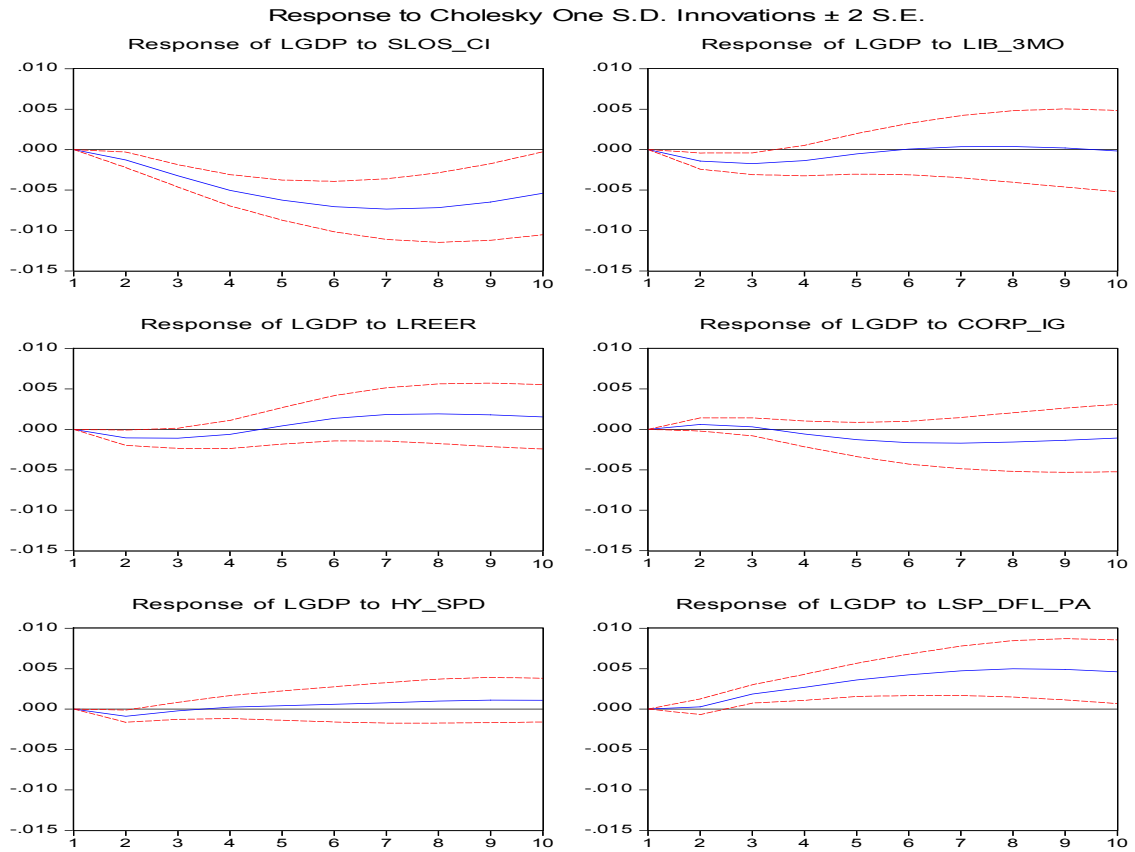 Response to Cholesky One S.D. Innovations ± 2 S.E.
Response of LGDP to SLOS_CI
.010
.005
.000
-.005
-.010
-.015
1 2 3 4 5 6 7 8 9 10
Response of LGDP to LIB_3MO
.010
.005
.000
-.005
-.010
-.015
1 2 3 4 5 6 7 8 9 10
Response of LGDP to LREER
.010
.005
.000
-.005
-.010
-.015
1 2 3 4 5 6 7 8 9 10
Response of LGDP to CORP_IG
.010
.005
.000
-.005
-.010
-.015
1 2 3 4 5 6 7 8 9 10
Response of LGDP to HY_SPD
.010
.005
.000
-.005
-.010
-.015
1 2 3 4 5 6 7 8 9 10
Response of LGDP to LSP_DFL_PA
.010
.005
.000
-.005
-.010
-.015
1 2 3 4 5 6 7 8 9 10